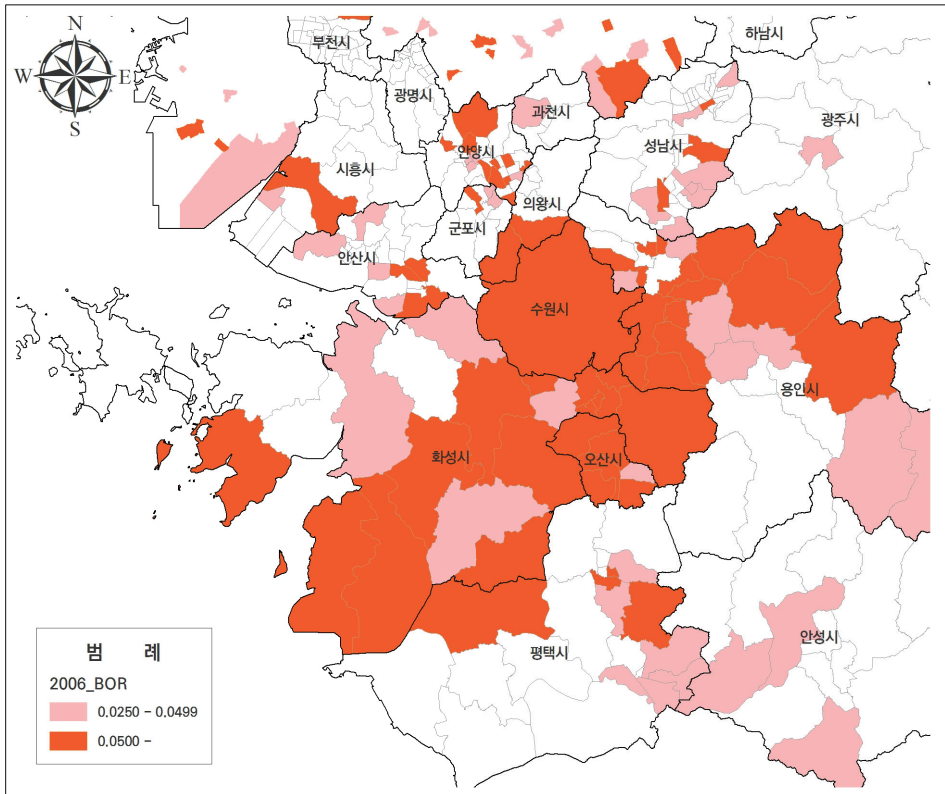 N
W
E
S
부천시
하남시
광명시
과천시
광주시
안양시
성남시
시흥시
의왕시
군포시
안산시
수원시
용인시
화성시
오산시
안성시
평택시
범 례
2006_BOR
0.0250 - 0.0499
0.0500 -